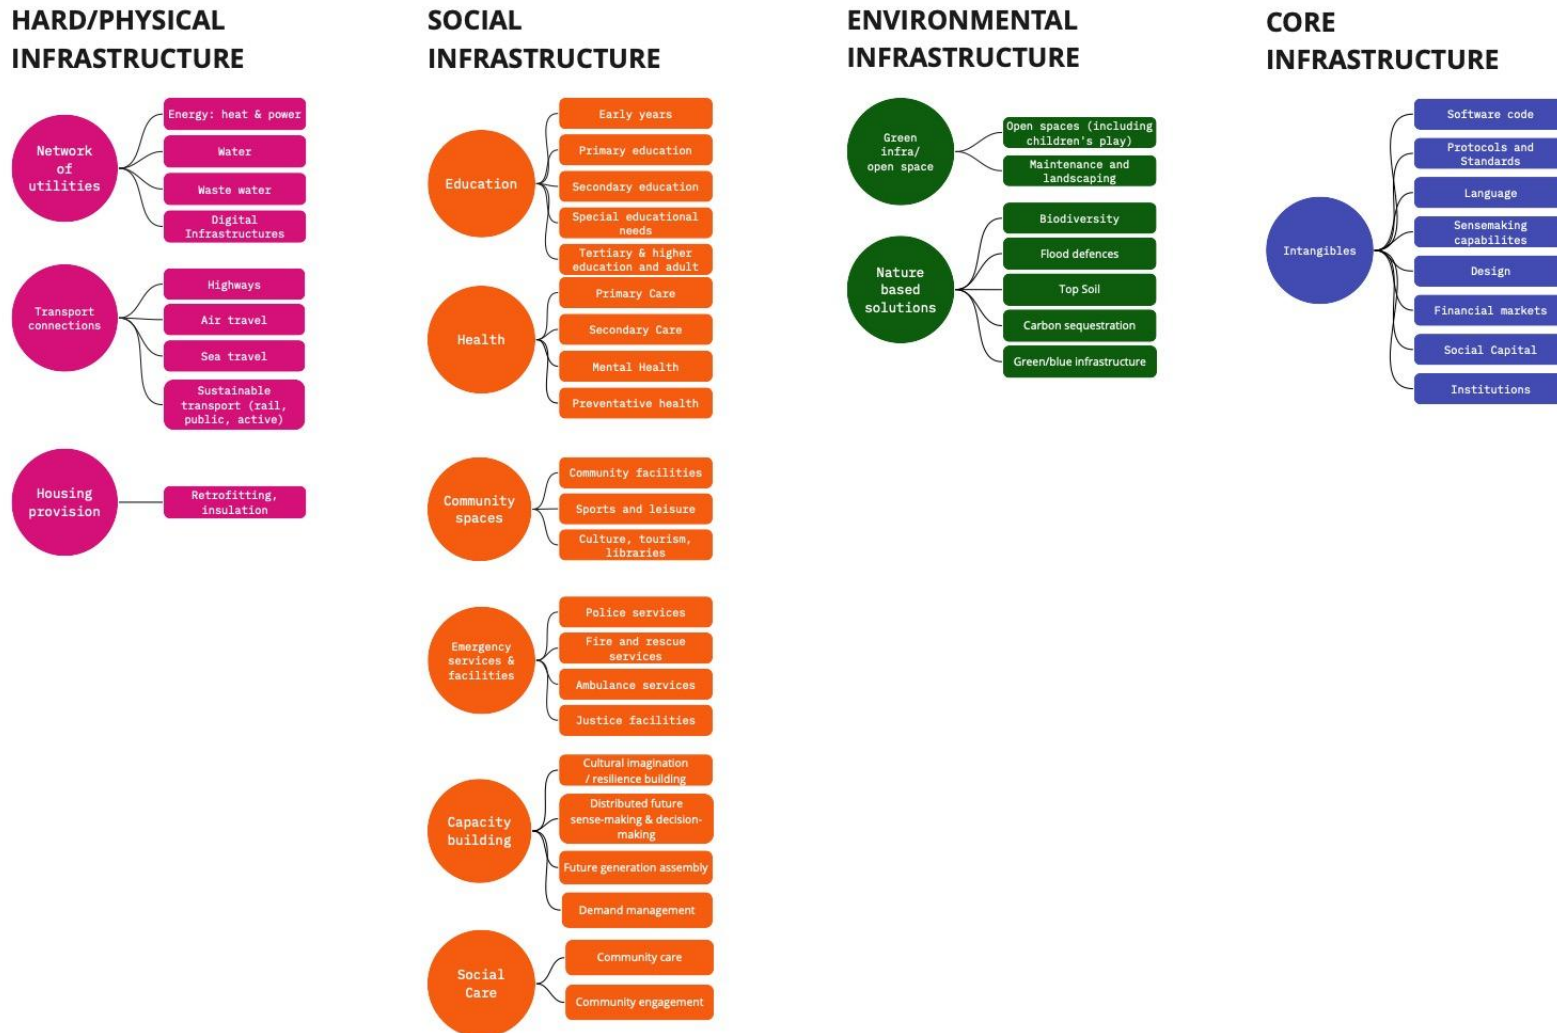 HARD/PHYSICAL
INFRASTRUCTURE
Network
of
utilities
Energy: heat & power
Water
Waste water
Digital
Infrastructures
Transport
connections
Highways
Air travel
Sea travel
Sustainable
transport (rail,
public, active)
Housing
provision
Retrofitting,
insulation
SOCIAL
INFRASTRUCTURE
Education
Early years
Primary education
Secondary education
Special educational
needs
Tertiary & higher
education and adult
Health
Primary Care
Secondary Care
Mental Health
Preventative health
Community
spaces
Community facilities
Sports and leisure
Culture, tourism,
libraries
Emergency
services &
facilities
Police services
Fire and rescue
services
Ambulance services
Justice facilities
Capacity
building
Cultural imagination
/ resilience building
Distributed future
sense-making & decision-
making
Future generation assembly
Demand management
Social
Care
Community care
Community engagement
ENVIRONMENTAL
INFRASTRUCTURE
Green
infra/
open space
Open spaces (including
children's play)
Maintenance and
landscaping
Nature
based
solutions
Biodiversity
Flood defences
Top Soil
Carbon sequestration
Green/blue infrastructure
CORE
INFRASTRUCTURE
Intangibles
Software code
Protocols and
Standards
Language
Sensemaking
capabilites
Design
Financial markets
Social Capital
Institutions